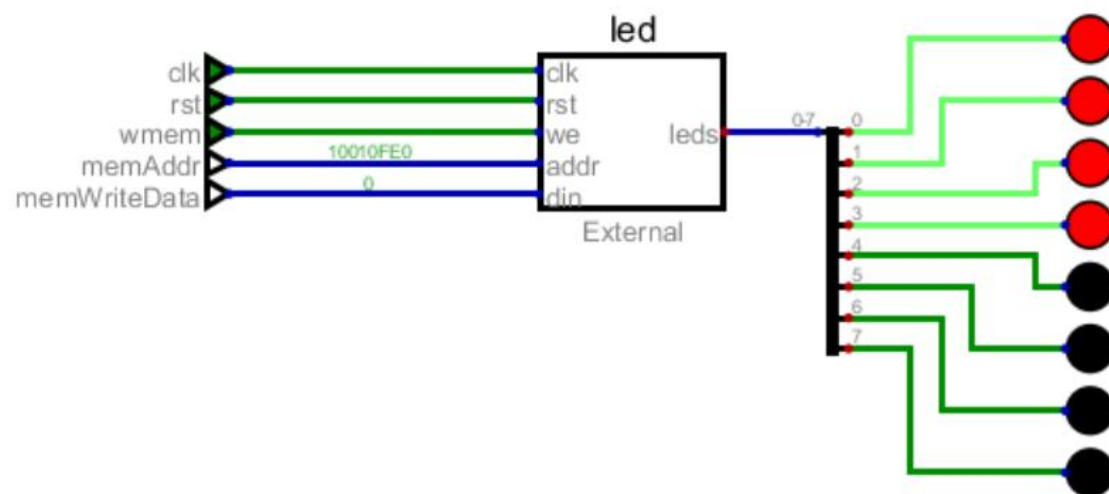 led
clk
rst
wmem
memAddr
memWriteData
10010FE0
0
clk
rst
we
addr
din
leds
External
0-7
0
1
2
3
4
5
6
7